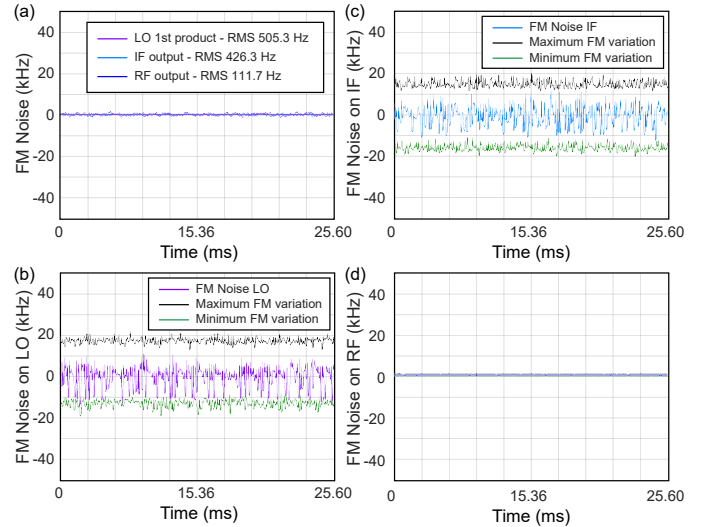 (a)
FM Noise (kHz)
40
20
0
-20
-40
LO 1st product - RMS 505.3 Hz
IF output - RMS 426.3 Hz
RF output - RMS 111.7 Hz
0
15.36
25.60
Time (ms)
(c)
FM Noise on IF (kHz)
40
20
0
-20
-40
FM Noise IF
Maximum FM variation
Minimum FM variation
0
15.36
25.60
Time (ms)
(b)
FM Noise on LO (kHz)
40
20
0
-20
-40
FM Noise LO
Maximum FM variation
Minimum FM variation
0
15.36
25.60
Time (ms)
(d)
FM Noise on RF (kHz)
40
20
0
-20
-40
0
15.36
25.60
Time (ms)